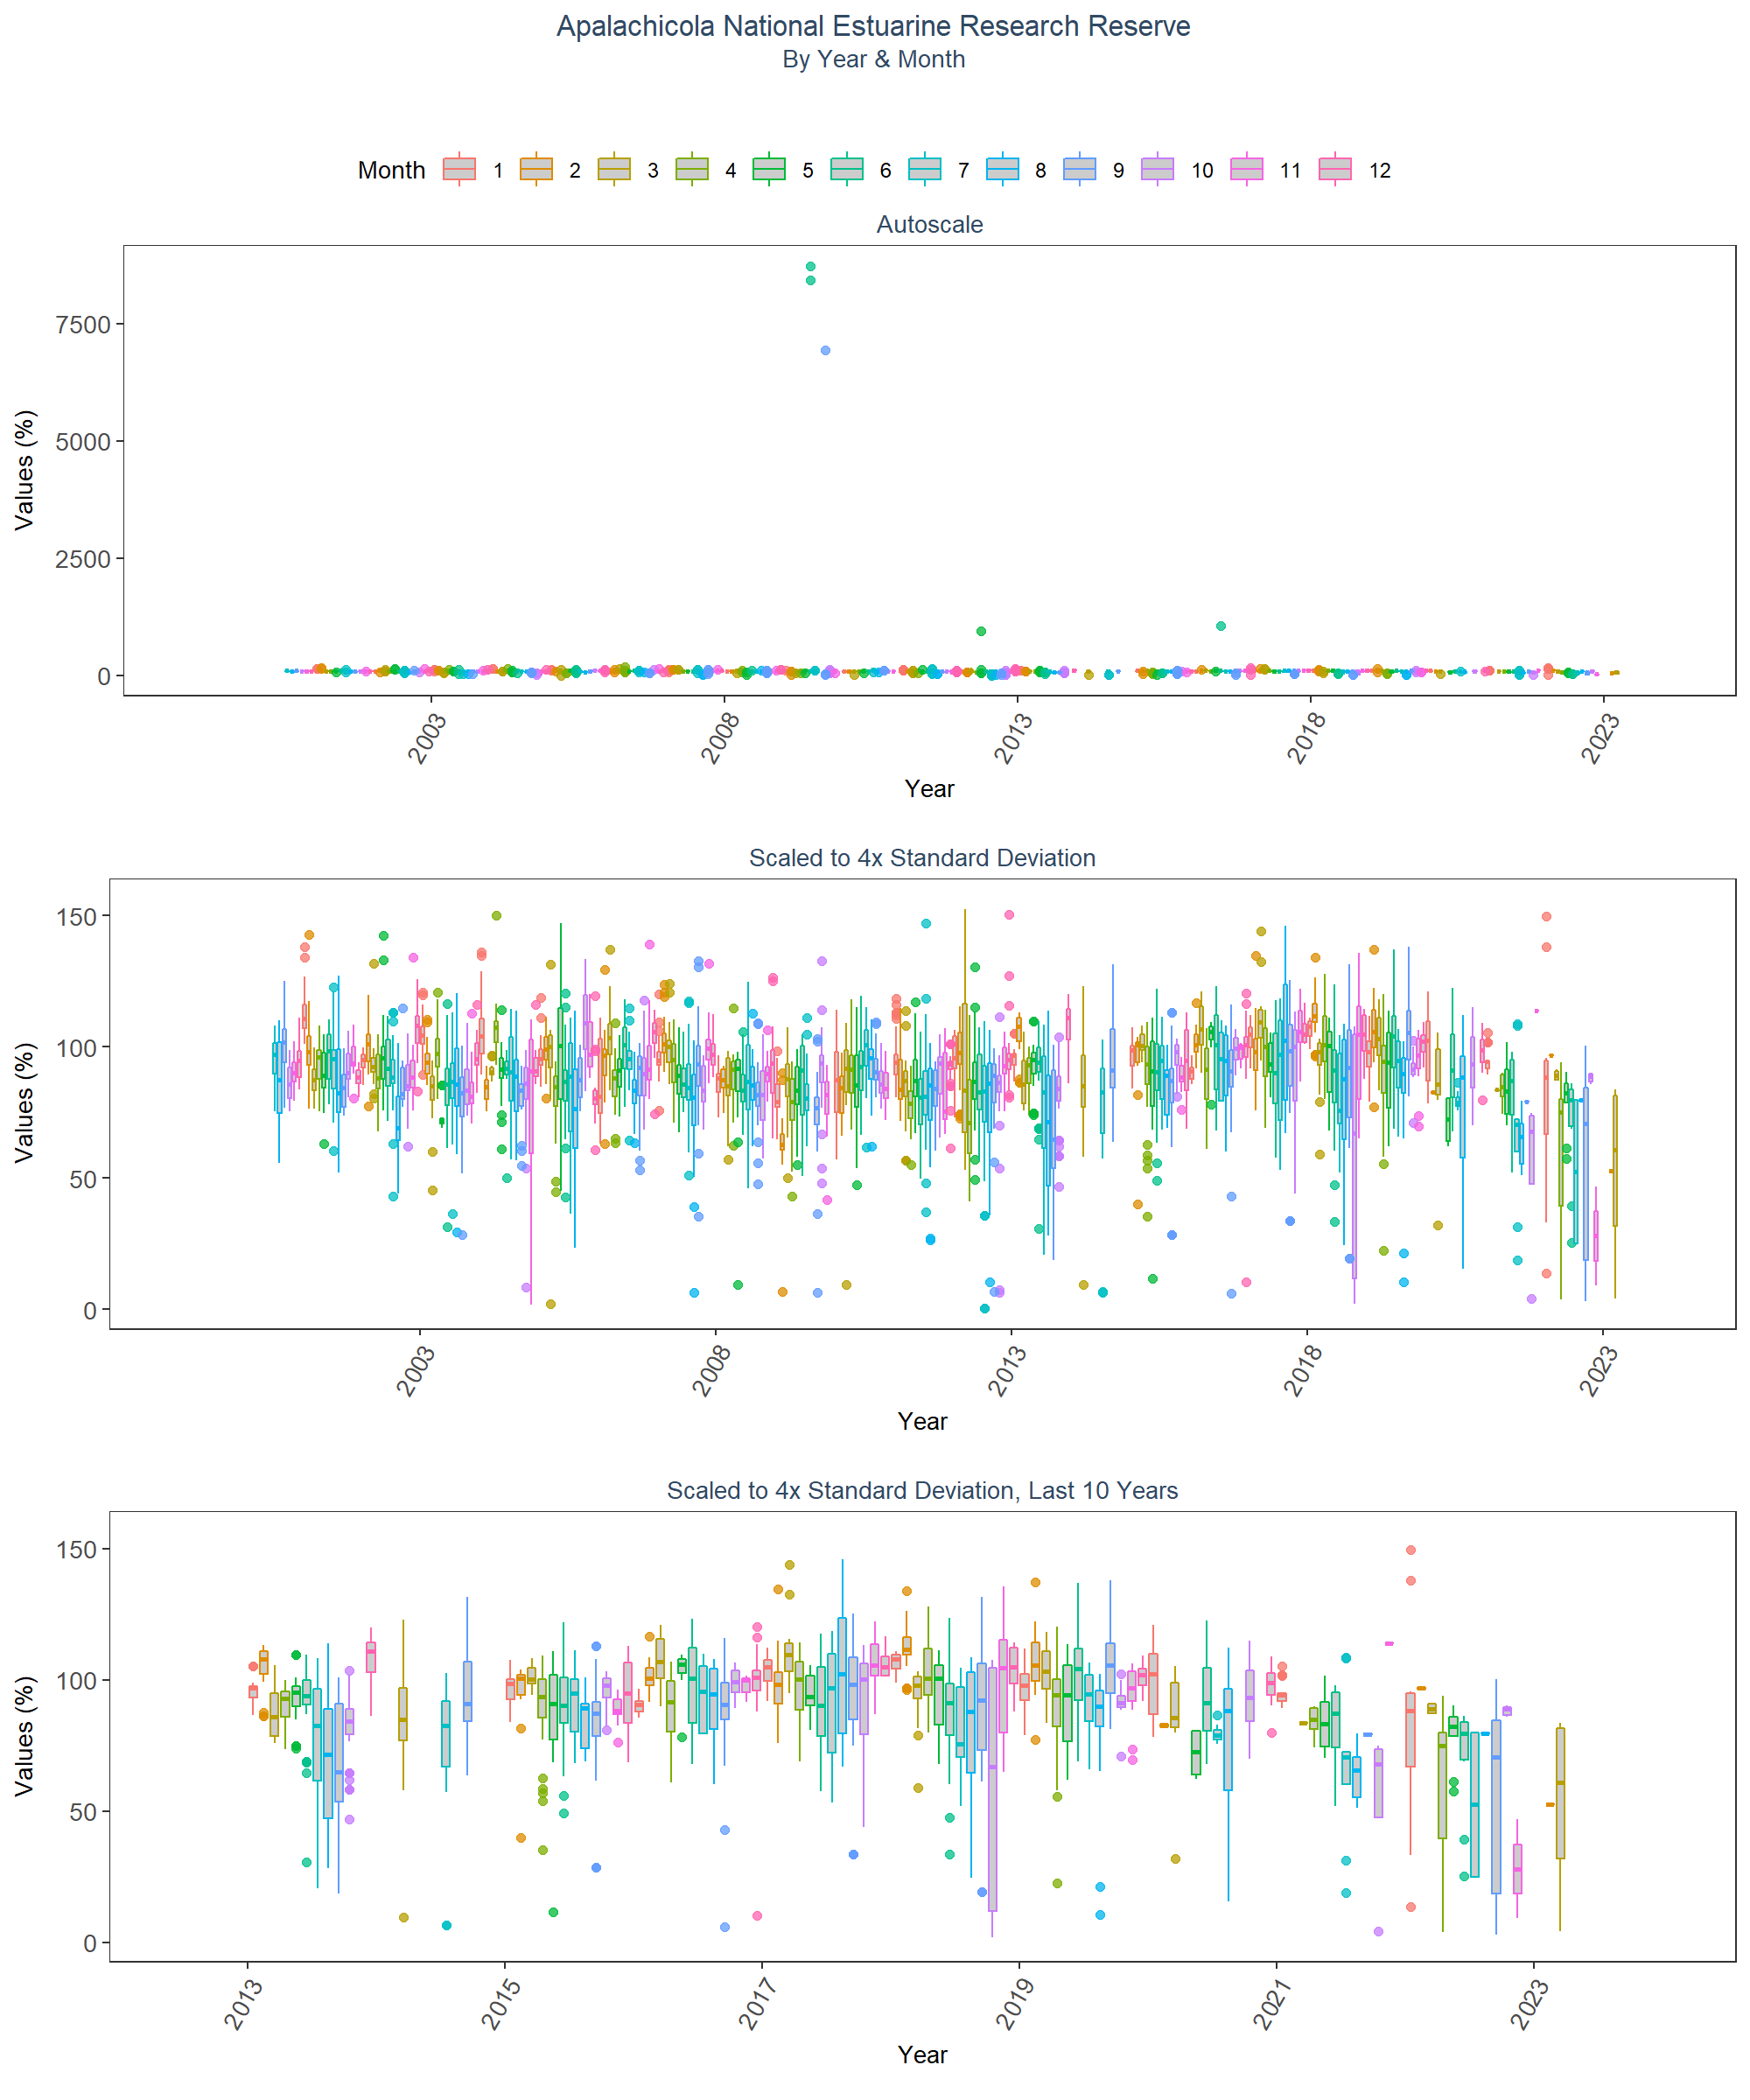 Apalachicola National Estuarine Research Reserve
By Year & Month
Month 1 2 3 4 5 6 7 8 9 10 11 12
Autoscale
7500
5000
2500
0
Values (%)
2003 2008 2013 2018 2023
Year
Scaled to 4x Standard Deviation
150
100
50
0
Values (%)
2003 2008 2013 2018 2023
Year
Scaled to 4x Standard Deviation, Last 10 Years
150
100
50
0
Values (%)
2013 2015 2017 2019 2021 2023
Year